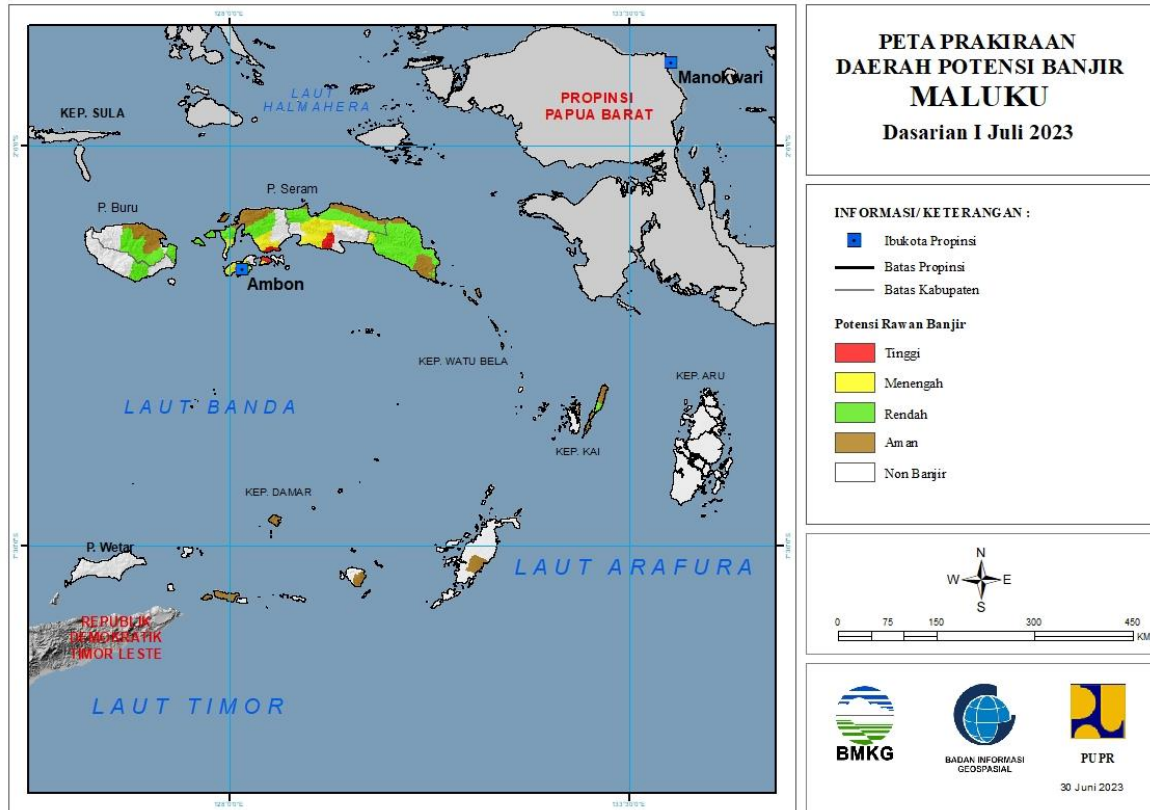 PETA PRAKIRAAN
DAERAH POTENSI BANJIR
MALUKU
Dasarian I Juli 2023
INFORMASI/ KETERANGAN :
Ibukota Propinsi
Batas Propinsi
Batas Kabupaten
Potensi Rawan Banjir
Tinggi
Menengah
Rendah
Aman
Non Banjir
N
W E
S
0 75 150 300 450
KM
BMKG
BADAN INFORMASI
GEOSPASIAL
PUPR
30 Juni 2023
Manokwari
LAUT
HALMAHERA
PROPINSI
PAPUA BARAT
KEP. SULA
P. Seram
P. Buru
Ambon
KEP. WATU BELA
KEP. ARU
LAUT BANDA
KEP. KAI
KEP. DAMAR
P. Wetar
LAUT ARAFURA
REPUBLIK
DEMOKRATIK
TIMOR LESTE
LAUT TIMOR